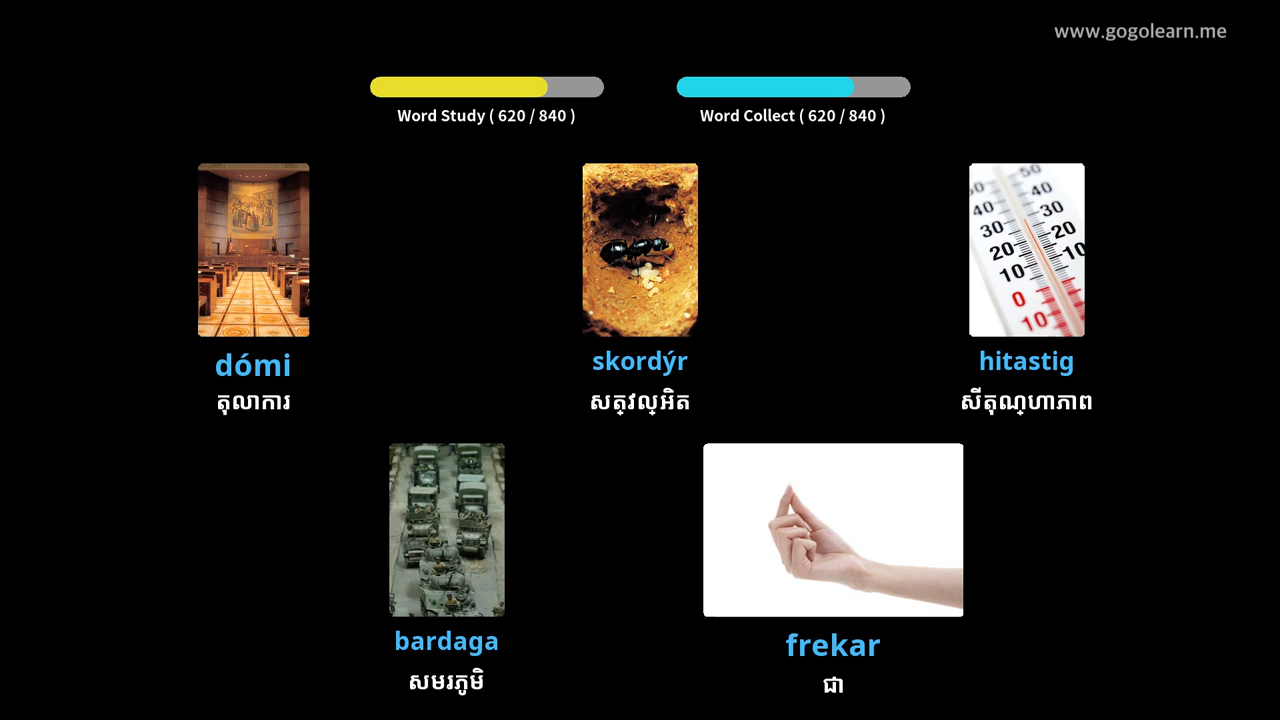 www.gogolearn.me
Word Study ( 620 / 840 )
Word Collect ( 620 / 840 )
dómi
តុលាការ
skordýr
សត្វល្អិត
hitastig
សីតុណ្ហាភាព
bardaga
សមរភូមិ
frekar
ជា